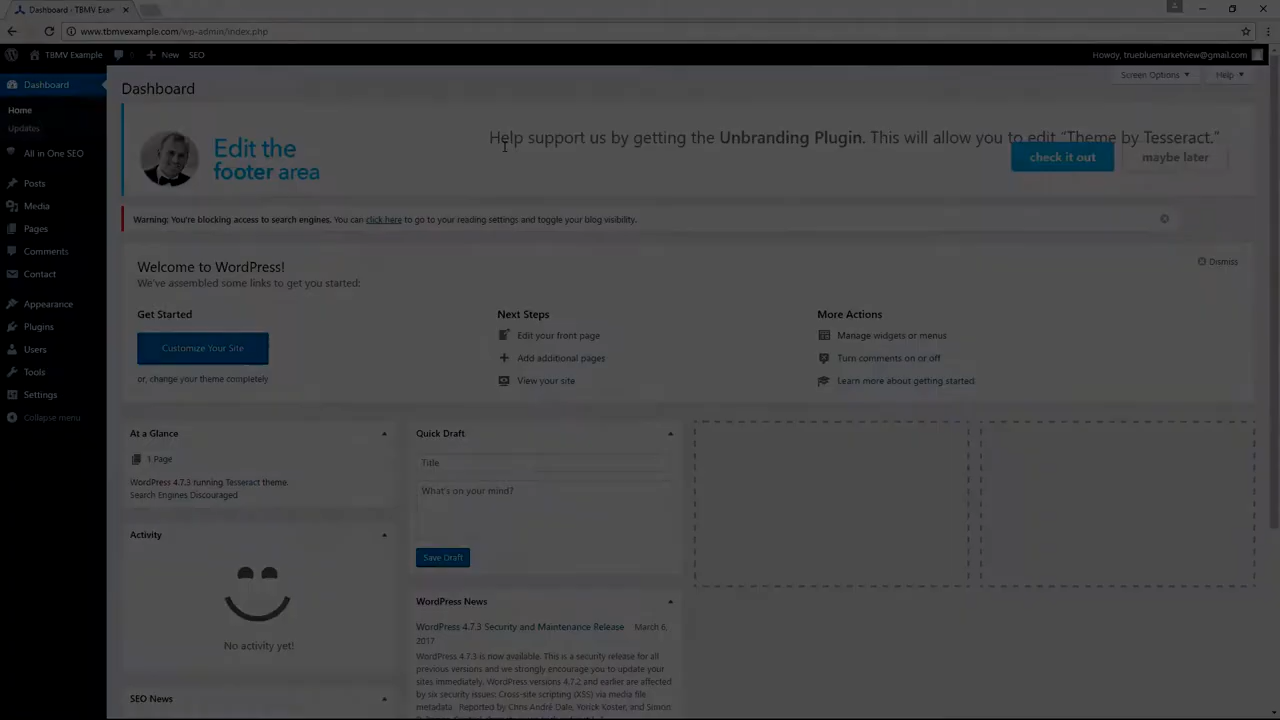 Dashboard ‹ TBMV Exam
www.tbmvexample.com/wp-admin/index.php
TBMV Example
New
SEO
Howdy, truebluemarketview@gmail.com
Dashboard
Home
Updates
All in One SEO
Posts
Media
Pages
Comments
Contact
Appearance
Plugins
Users
Tools
Settings
Collapse menu
Dashboard
Screen Options
Help
Edit the
footer area
Help support us by getting the Unbranding Plugin. This will allow you to edit "Theme by Tesseract."
check it out
maybe later
Warning: You're blocking access to search engines. You can click here to go to your reading settings and toggle your blog visibility.
Welcome to WordPress!
We've assembled some links to get you started:
Dismiss
Get Started
Customize Your Site
or, change your theme completely
Next Steps
Edit your front page
Add additional pages
View your site
More Actions
Manage widgets or menus
Turn comments on or off
Learn more about getting started
At a Glance
1 Page
WordPress 4.7.3 running Tesseract theme.
Search Engines Discouraged
Activity
No activity yet!
SEO News
Quick Draft
Title
What's on your mind?
Save Draft
WordPress News
WordPress 4.7.3 Security and Maintenance Release March 6,
2017
WordPress 4.7.3 is now available. This is a security release for all
previous versions and we strongly encourage you to update your
sites immediately. WordPress versions 4.7.2 and earlier are affected
by six security issues: Cross-site scripting (XSS) via media file
metadata. Reported by Chris André Dale, Yorick Koster, and Simon